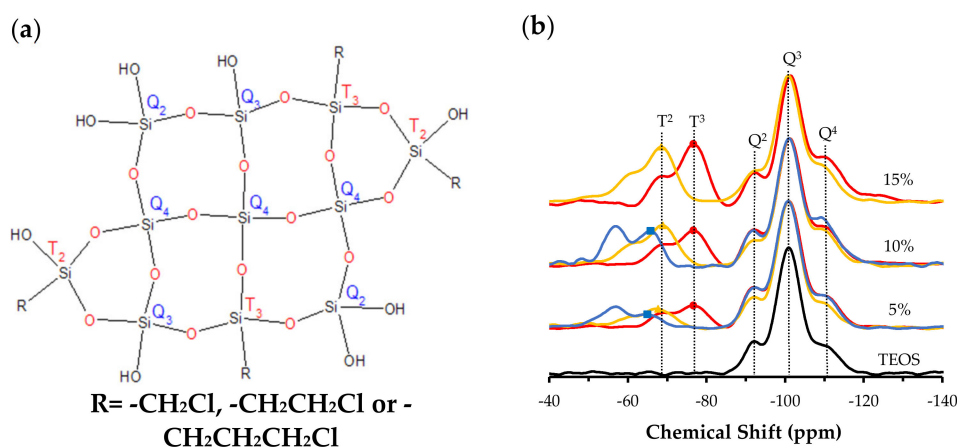 (a)
(b)
R
HO
HO
Q2
Q3
T3
O
HO
Si
O
Si
O
Si
O
T2
OH
Si
R
O
O
O
O
Q4
Q4
Q4
Si
O
Si
O
Si
HO
T2
O
Si
R
O
O
O
Q2
O
Si
O
Si
O
Si
OH
Q3
T3
HO
R
OH
R= -CH2Cl, -CH2CH2Cl or -
CH2CH2CH2Cl
Q3
T2
T3
Q2
Q4
15%
10%
5%
TEOS
-40
-60
-80
-100
-120
-140
Chemical Shift (ppm)